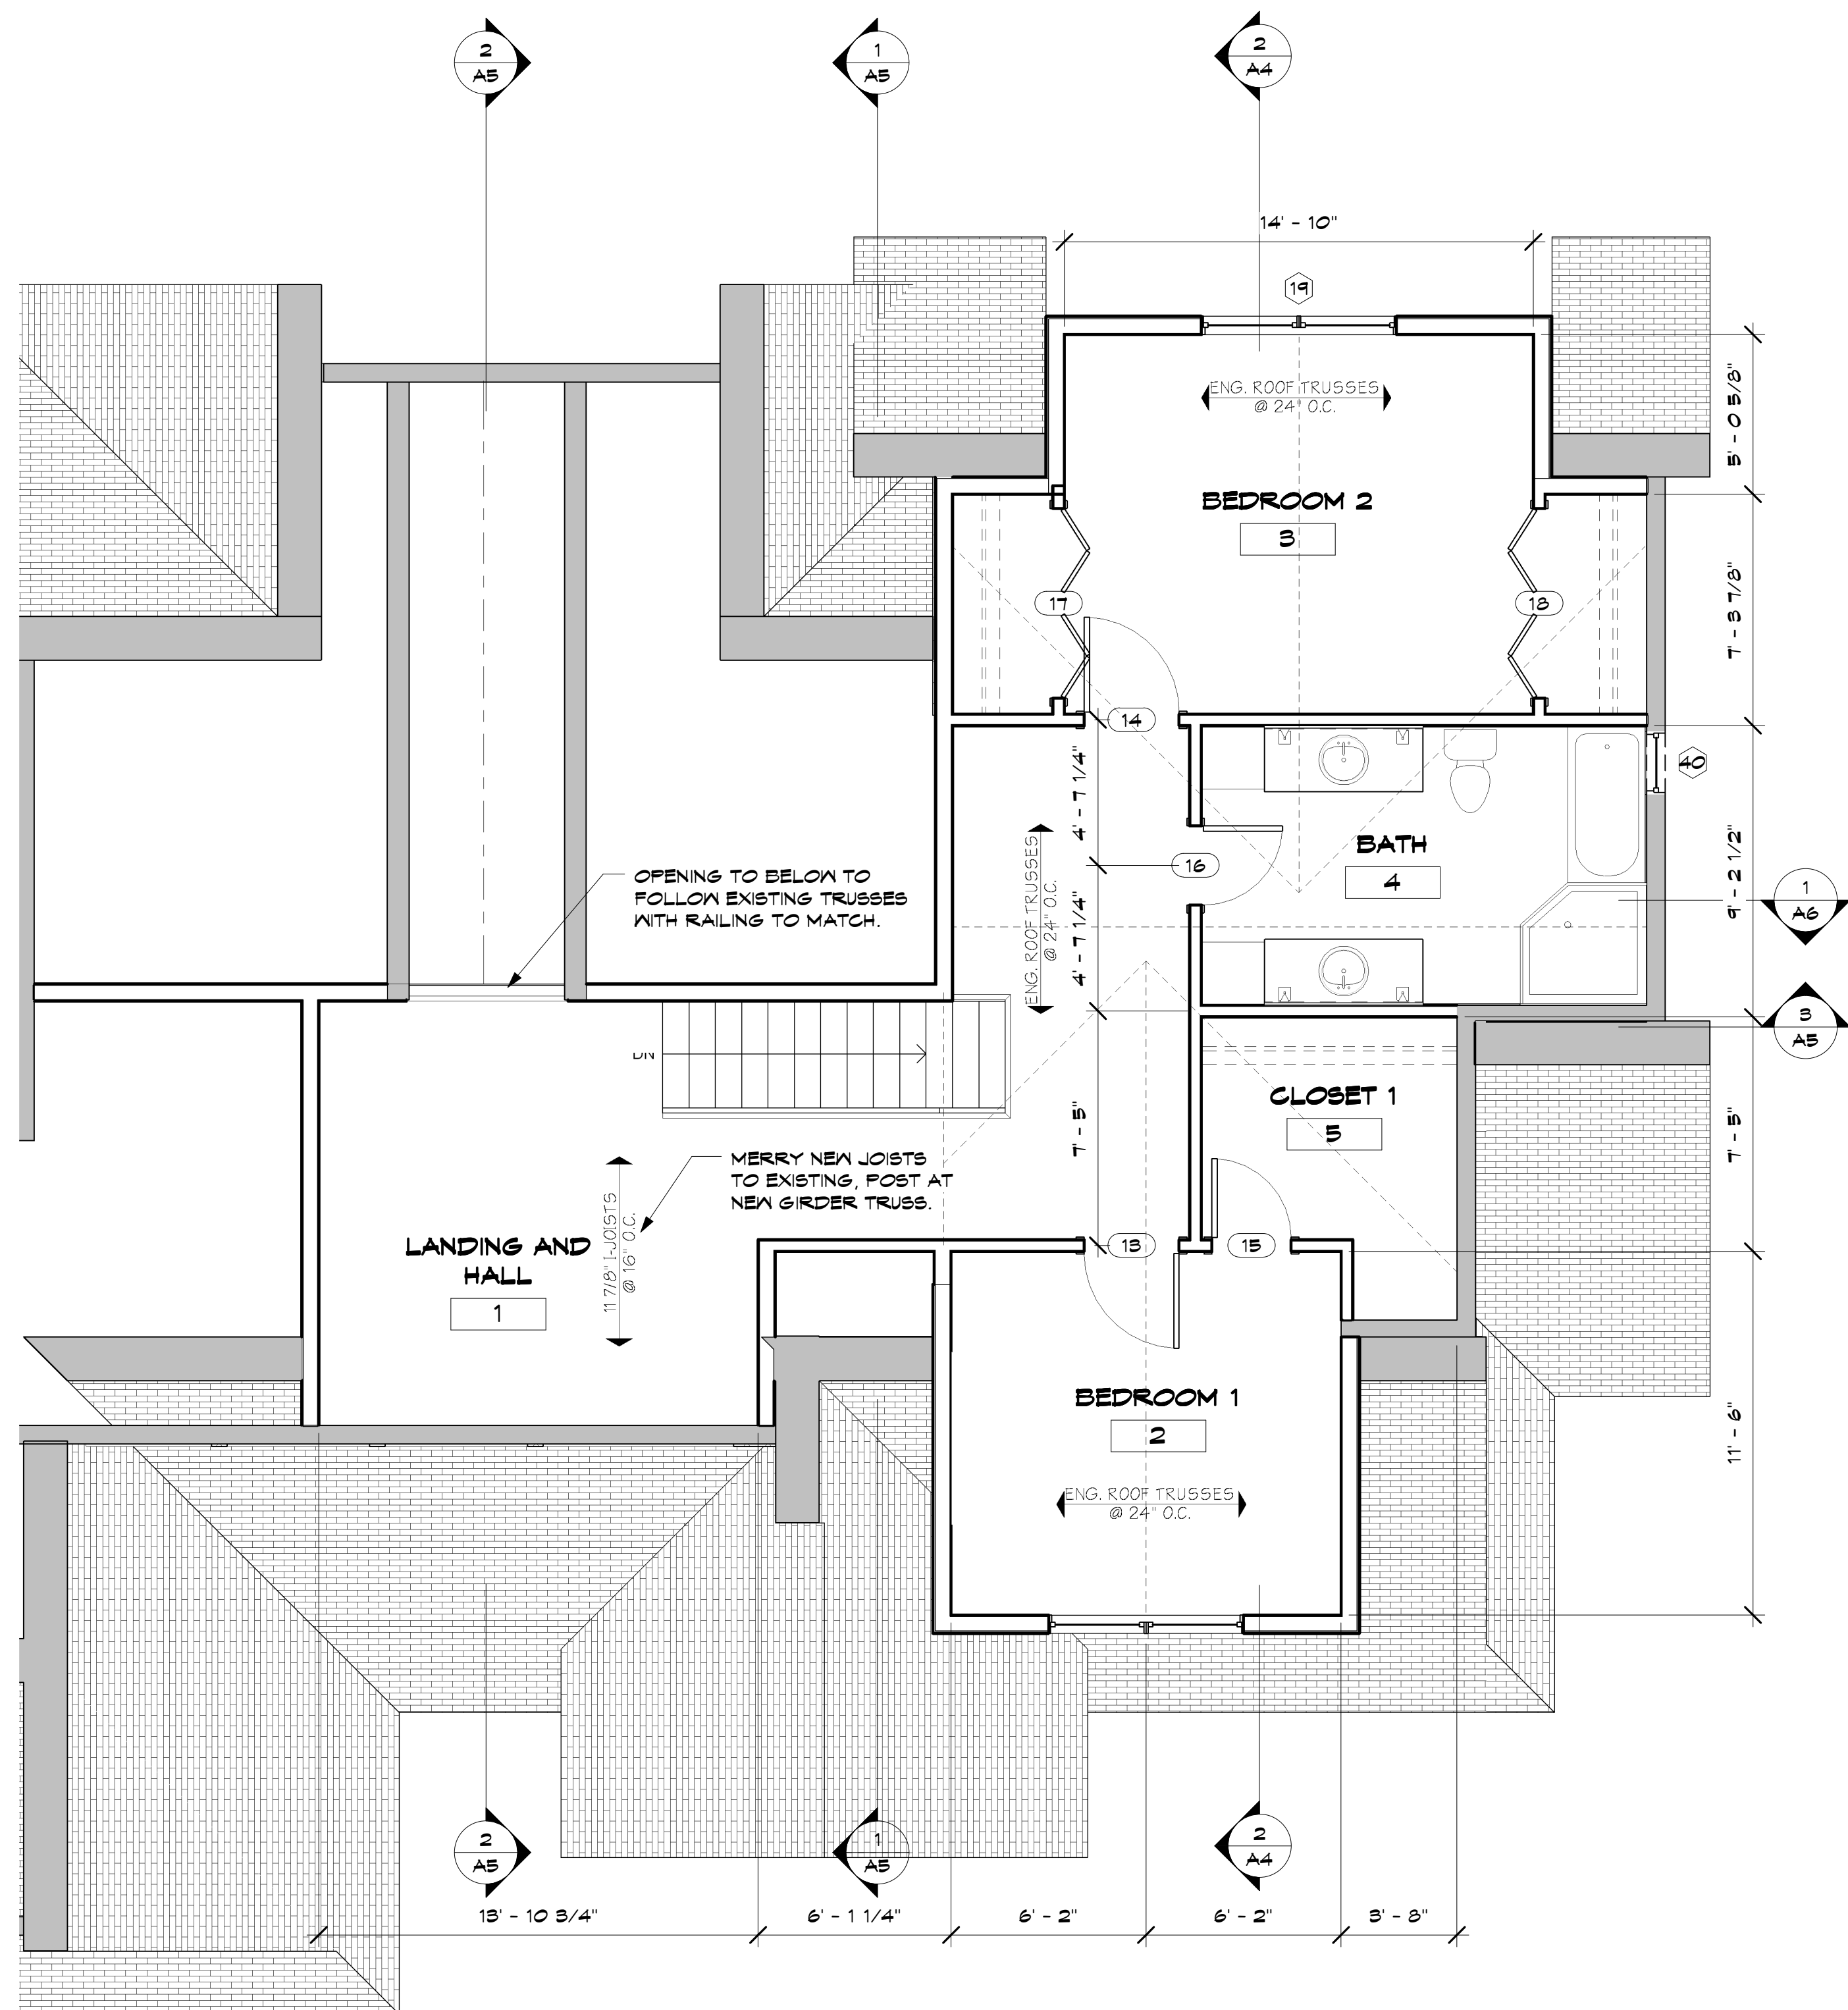 2
A5
1
A5
2
A4
14' - 10"
19
ENG. ROOF TRUSSES
@ 24" O.C.
5' - 0 5/8"
BEDROOM 2
3
17
18
7' - 3 7/8"
14
4' - 7 1/4"
40
BATH
4
16
ENG. ROOF TRUSSES
@ 24" O.C.
4' - 7 1/4"
9' - 2 1/2"
1
A6
OPENING TO BELOW TO
FOLLOW EXISTING TRUSSES
WITH RAILING TO MATCH.
3
A5
DN
CLOSET 1
5
7' - 5"
7' - 5"
MERRY NEW JOISTS
TO EXISTING, POST AT
NEW GIRDER TRUSS.
11 7/8" I-JOISTS
@ 16" O.C.
LANDING AND
HALL
1
13
15
BEDROOM 1
2
11' - 6"
ENG. ROOF TRUSSES
@ 24" O.C.
2
A5
1
A5
2
A4
13' - 10 3/4"
6' - 1 1/4"
6' - 2"
6' - 2"
3' - 8"